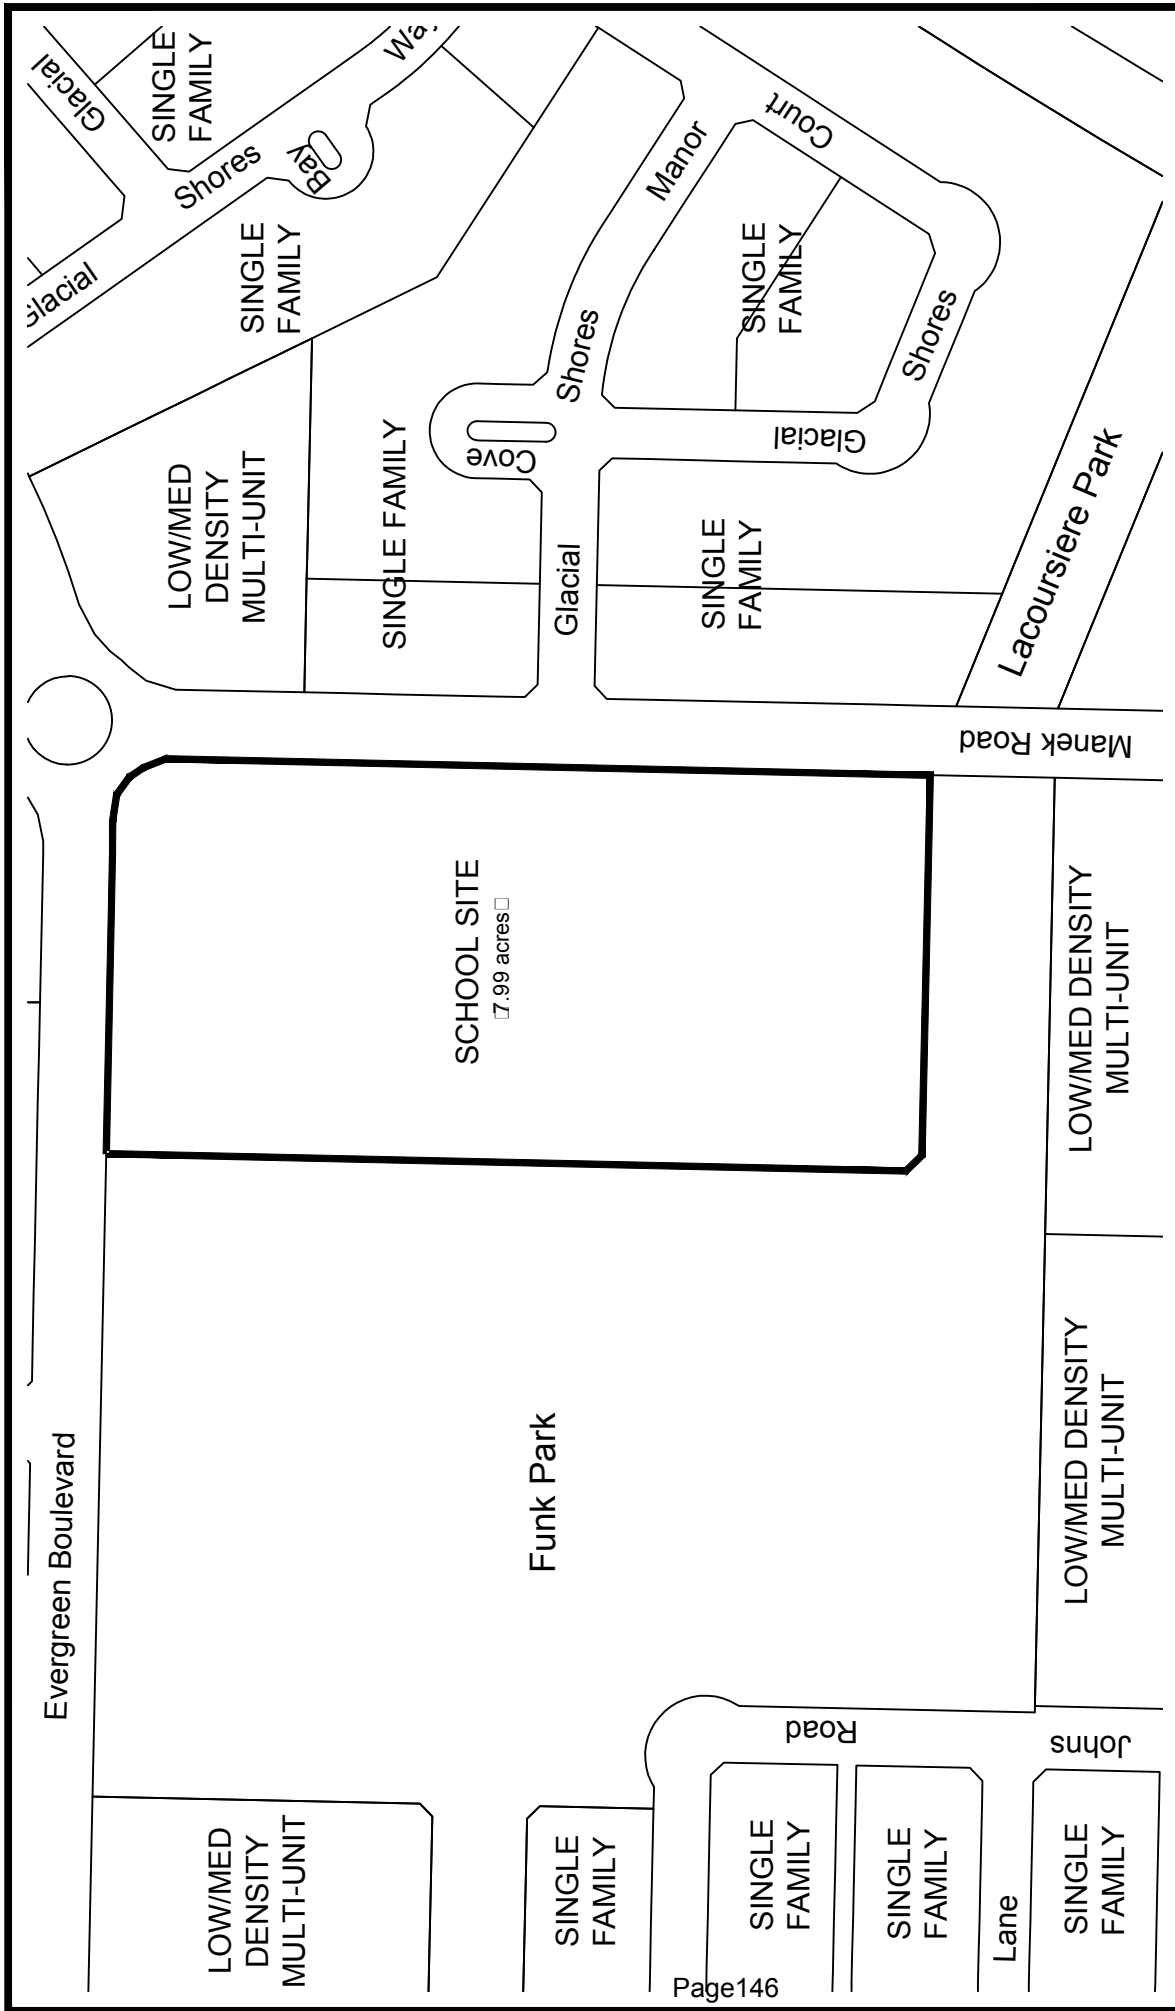 Glacial
SINGLE
FAMILY
Way
Shores
Bay
SINGLE
FAMILY
Glacial
Manor
Court
SINGLE
FAMILY
Shores
Shores
LOW/MED
DENSITY
MULTI-UNIT
SINGLE FAMILY
Cove
Glacial
Glacial
SINGLE
FAMILY
Lacoursiere Park
Manek Road
SCHOOL SITE
7.99 acres
LOW/MED DENSITY
MULTI-UNIT
Evergreen Boulevard
Funk Park
LOW/MED DENSITY
MULTI-UNIT
Road
Johns
LOW/MED
DENSITY
MULTI-UNIT
SINGLE
FAMILY
SINGLE
FAMILY
SINGLE
FAMILY
Lane
SINGLE
FAMILY
Page146